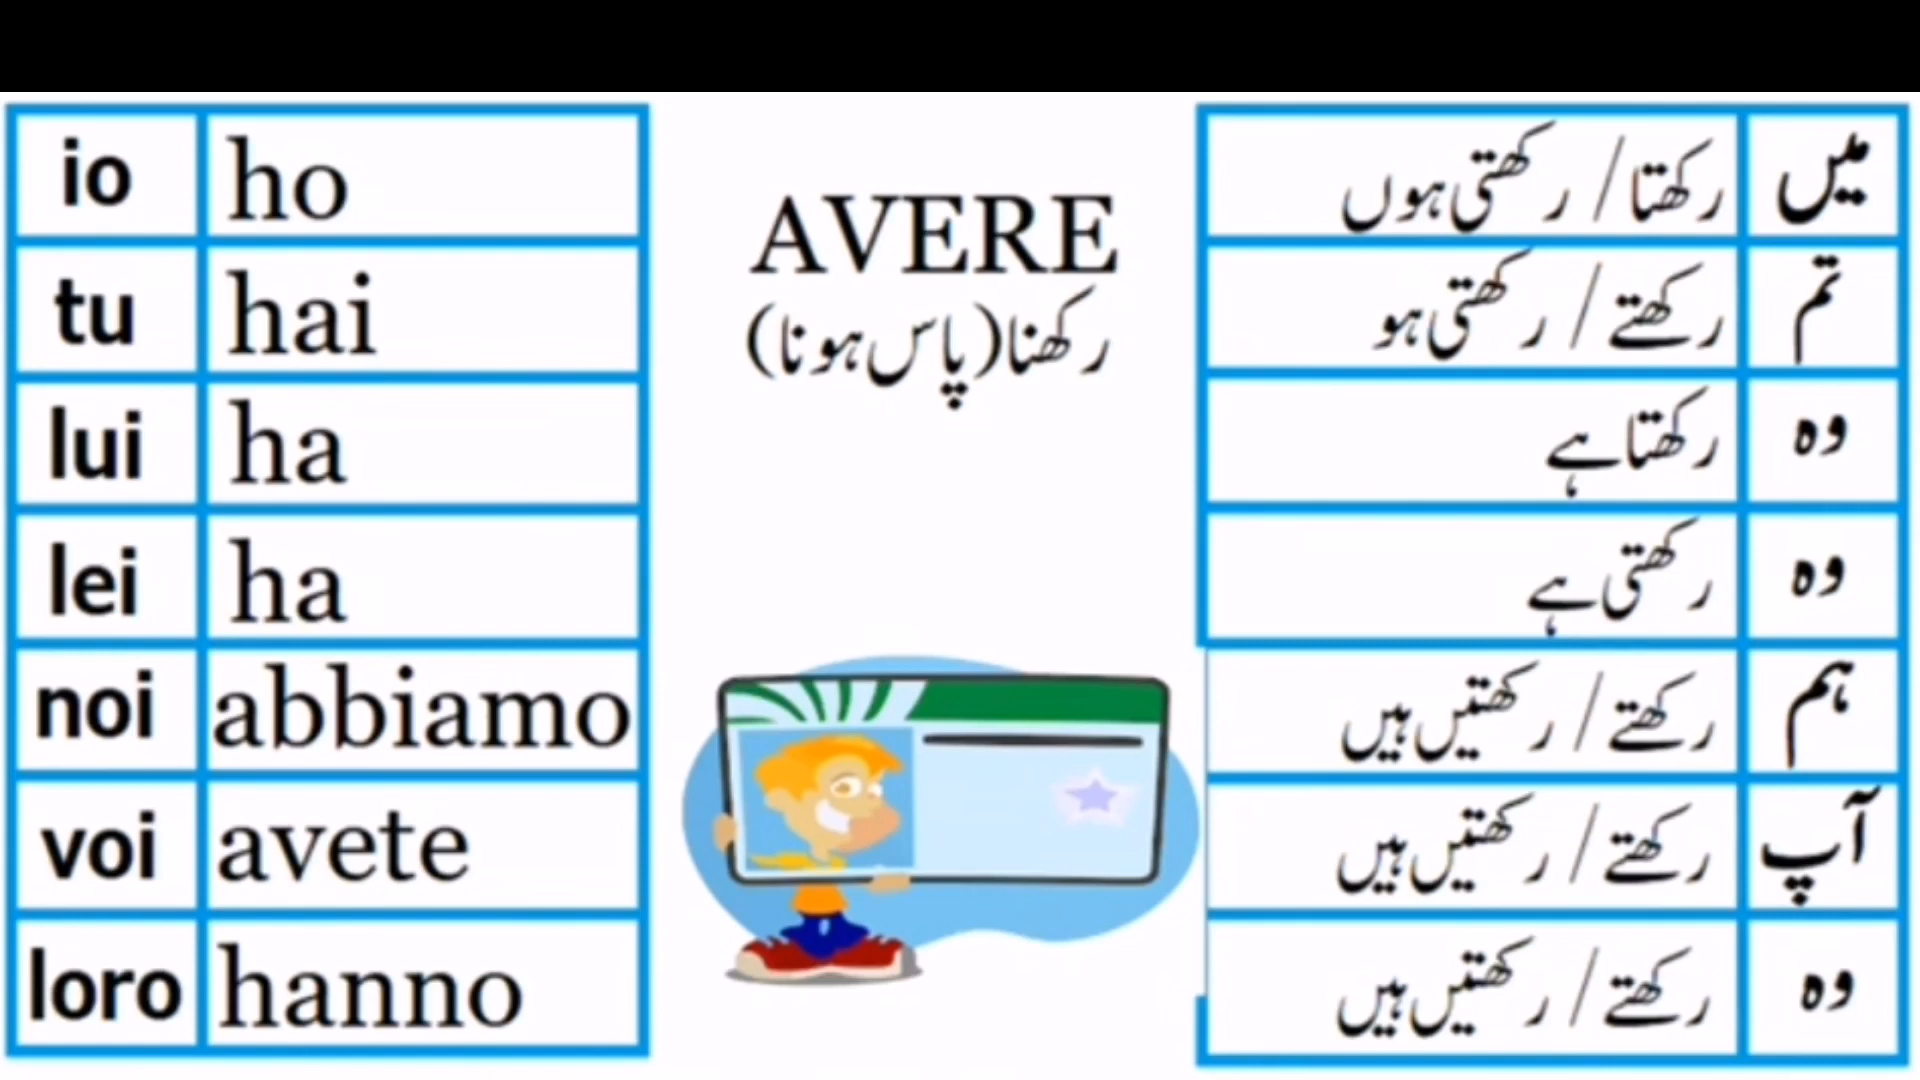 io ho
tu hai
lui ha
lei ha
noi abbiamo
voi avete
loro hanno
AVERE
رکھنا(پاس ہونا)
میں رکھتا / رکھتی ہوں
تم رکھتے / رکھتی ہو
وہ رکھتا ہے
وہ رکھتی ہے
ہم رکھتے / رکھتیں ہیں
آپ رکھتے / رکھتیں ہیں
وہ رکھتے / رکھتیں ہیں